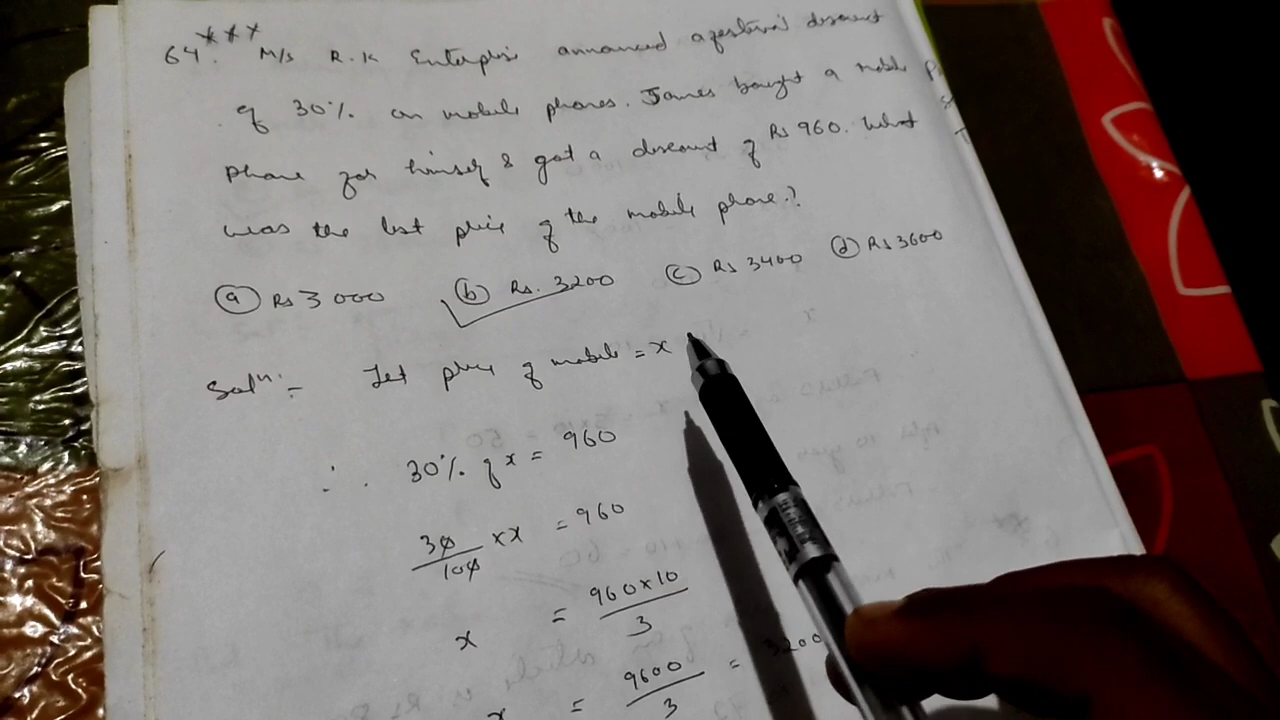 64. *** M/s R.K Enterprise announced a festival discount
of 30% on mobile phones. James bought a mobile
phone for himself & got a discount of Rs 960. What
was the list price of the mobile phone?
(a) Rs 3000 (b) Rs. 3200 (c) Rs 3400 (d) Rs 3600
Solⁿ:- Let price of mobile = x
∴ 30% of x = 960
30/100 × x = 960
x = 960×10/3
x = 9600/3 = 3200